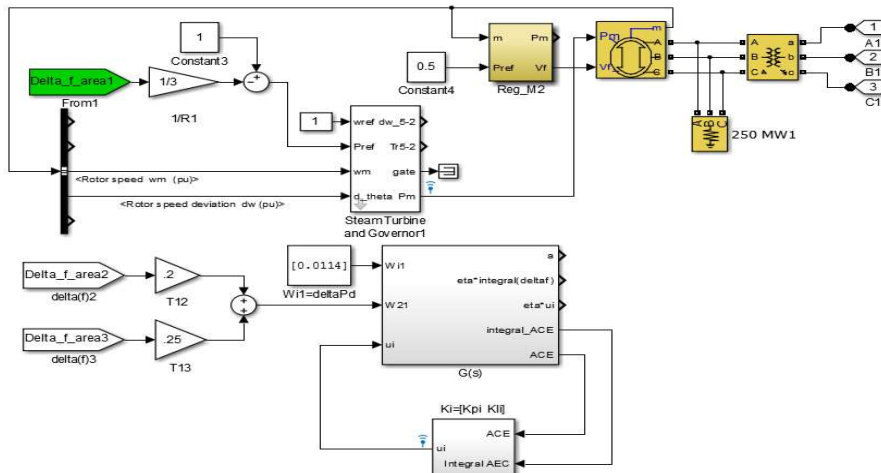 Delta_f_area1
From1
1/3
1/R1
1
Constant3
m
Pref
Pm
Vf
0.5
Constant4
Reg_M2
Pm
Vf_
m
A
B
C
A
B
C
a
b
c
1
A1
2
B1
3
C1
A
B
C
250 MW1
1
wref dw_5-2
Pref Tr5-2
wm gate
d_theta Pm
Steam Turbine
and Governor1
<Rotor speed wm (pu)>
<Rotor speed deviation dw (pu)>
Delta_f_area2
delta(f)2
.2
T12
Delta_f_area3
delta(f)3
.25
T13
[0.0114]
Wi1=deltaPd
Wi1
W21
ui
a
eta*integral(deltaf)
eta*ui
integral_ACE
ACE
G(s)
Ki=[Kpi KIi]
ACE
ui
Integral AEC